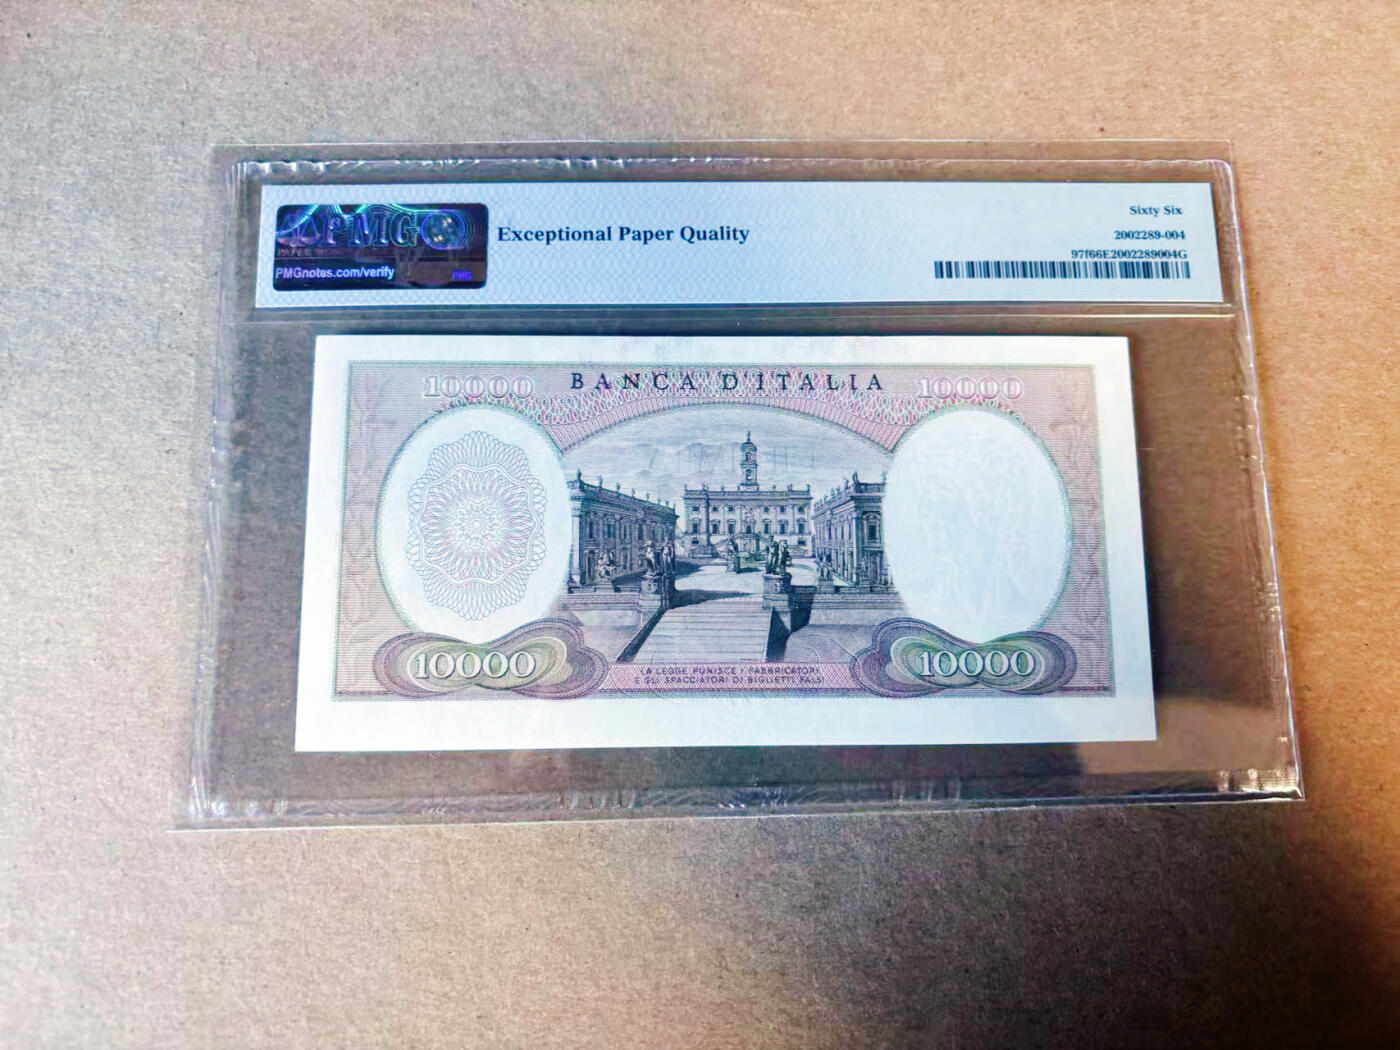 PMG
PMGnotes.com/verify
PMG
Exceptional Paper Quality
Sixty Six
2002289-004
97f66E2002289004G
10000 BANCA D'ITALIA 10000
10000
LA LEGGE PUNISCE I FABBRICATORI
E GLI SPACCIATORI DI BIGLIETTI FALSI
10000